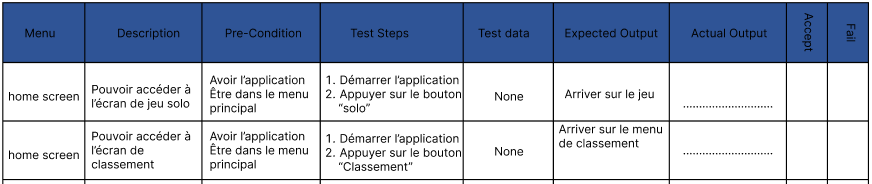 Menu
Description
Pre-Condition
Test Steps
Test data
Expected Output
Actual Output
Accept
Fail
home screen
Pouvoir accéder à
l’écran de jeu solo
Avoir l’application
Être dans le menu
principal
1. Démarrer l’application
2. Appuyer sur le bouton
“solo”
None
Arriver sur le jeu
............................
home screen
Pouvoir accéder à
l’écran de
classement
Avoir l’application
Être dans le menu
principal
1. Démarrer l’application
2. Appuyer sur le bouton
“Classement”
None
Arriver sur le menu
de classement
............................